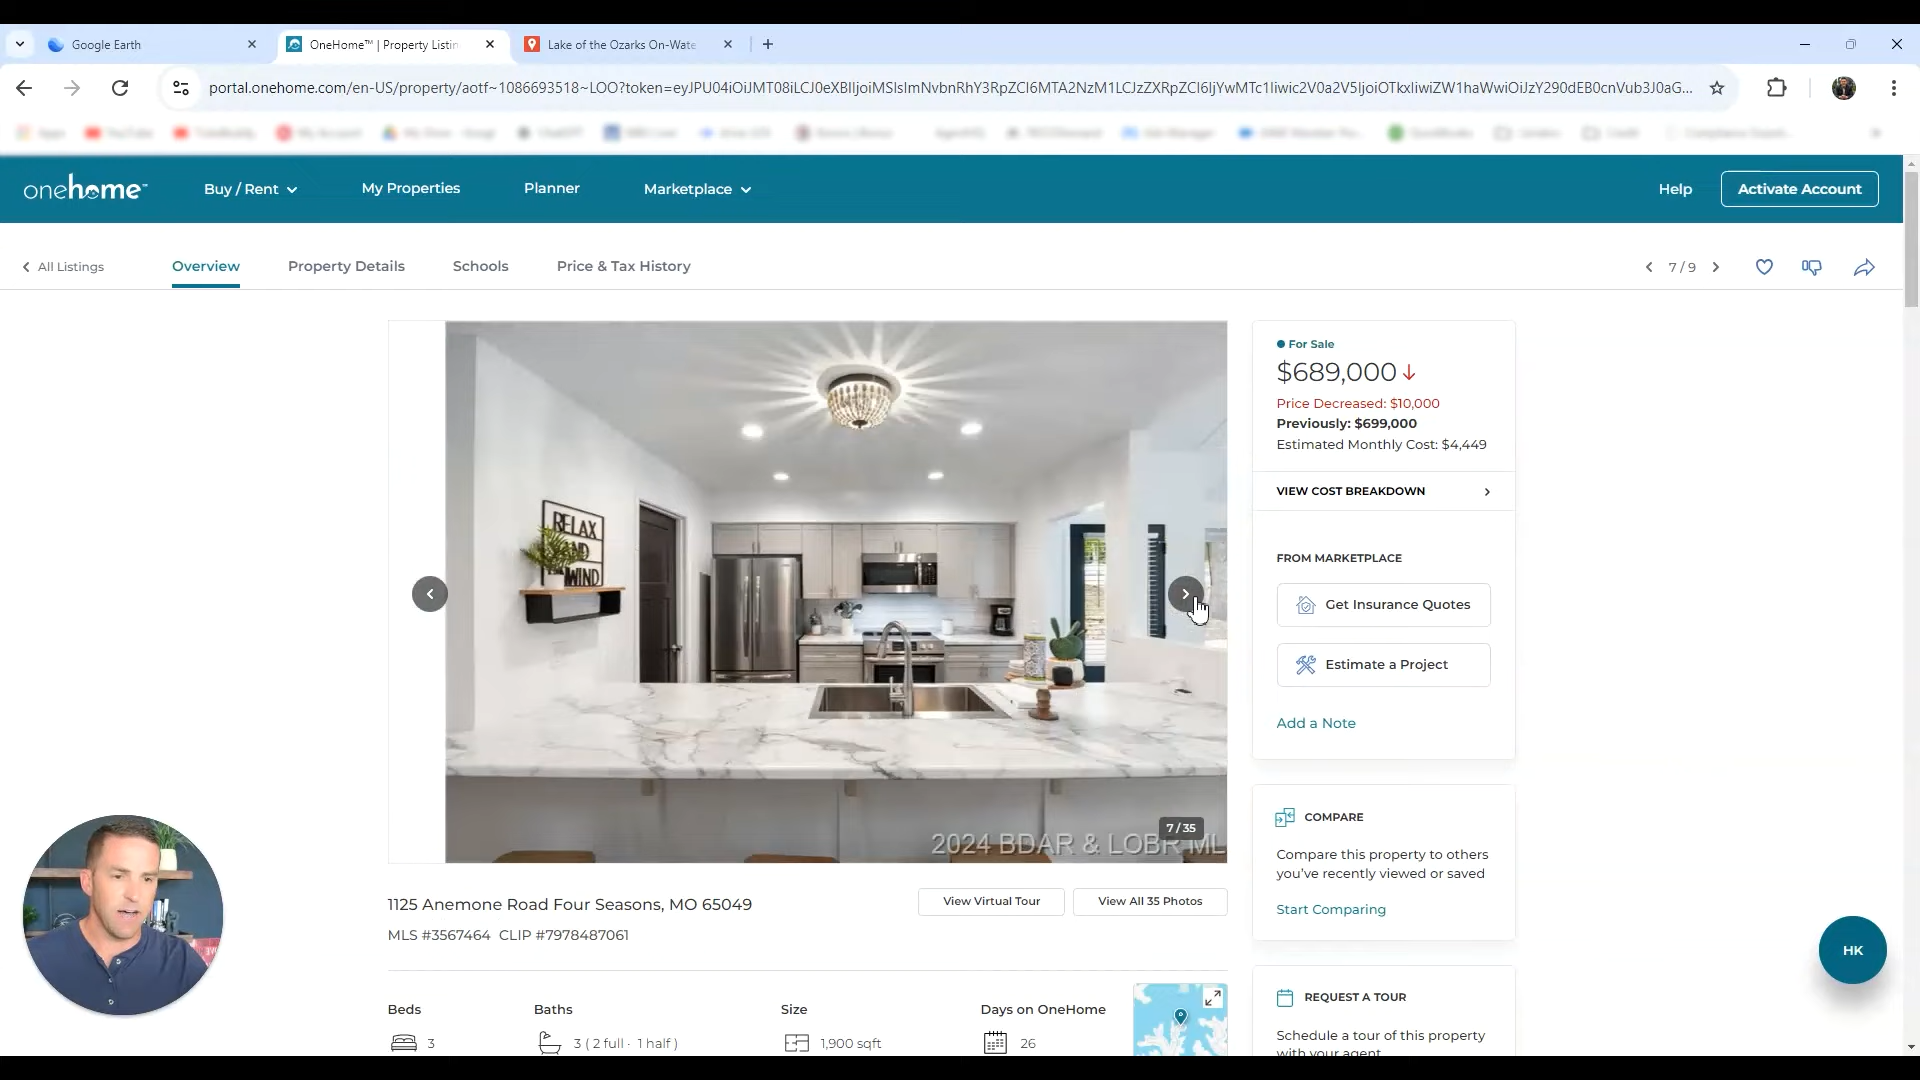 Google Earth
OneHome™ | Property Listin
Lake of the Ozarks On-Wate
portal.onehome.com/en-US/property/aotf~1086693518~LOO?token=eyJPU04iOiJMT08iLCJ0eXBlIjoiMSIsImNvbnRhY3RpZCI6MTA2NzM1LCJzZXRpZCI6IjYwMTc1Iiwic2V0a2V5IjoiOTkxIiwiZW1haWwiOiJzY290dEB0cnVub3J0aG...
onehome™
Buy / Rent
My Properties
Planner
Marketplace
Help
Activate Account
All Listings
Overview
Property Details
Schools
Price & Tax History
7 / 9
For Sale
$689,000
Price Decreased: $10,000
Previously: $699,000
Estimated Monthly Cost: $4,449
VIEW COST BREAKDOWN
FROM MARKETPLACE
Get Insurance Quotes
Estimate a Project
Add a Note
RELAX
AND
WIND
7 / 35
2024 BDAR & LOBR ML
COMPARE
Compare this property to others
you've recently viewed or saved
Start Comparing
1125 Anemone Road Four Seasons, MO 65049
View Virtual Tour
View All 35 Photos
MLS #3567464 CLIP #7978487061
HK
REQUEST A TOUR
Schedule a tour of this property
with your agent
Beds
Baths
Size
Days on OneHome
3
3 ( 2 full · 1 half )
1,900 sqft
26